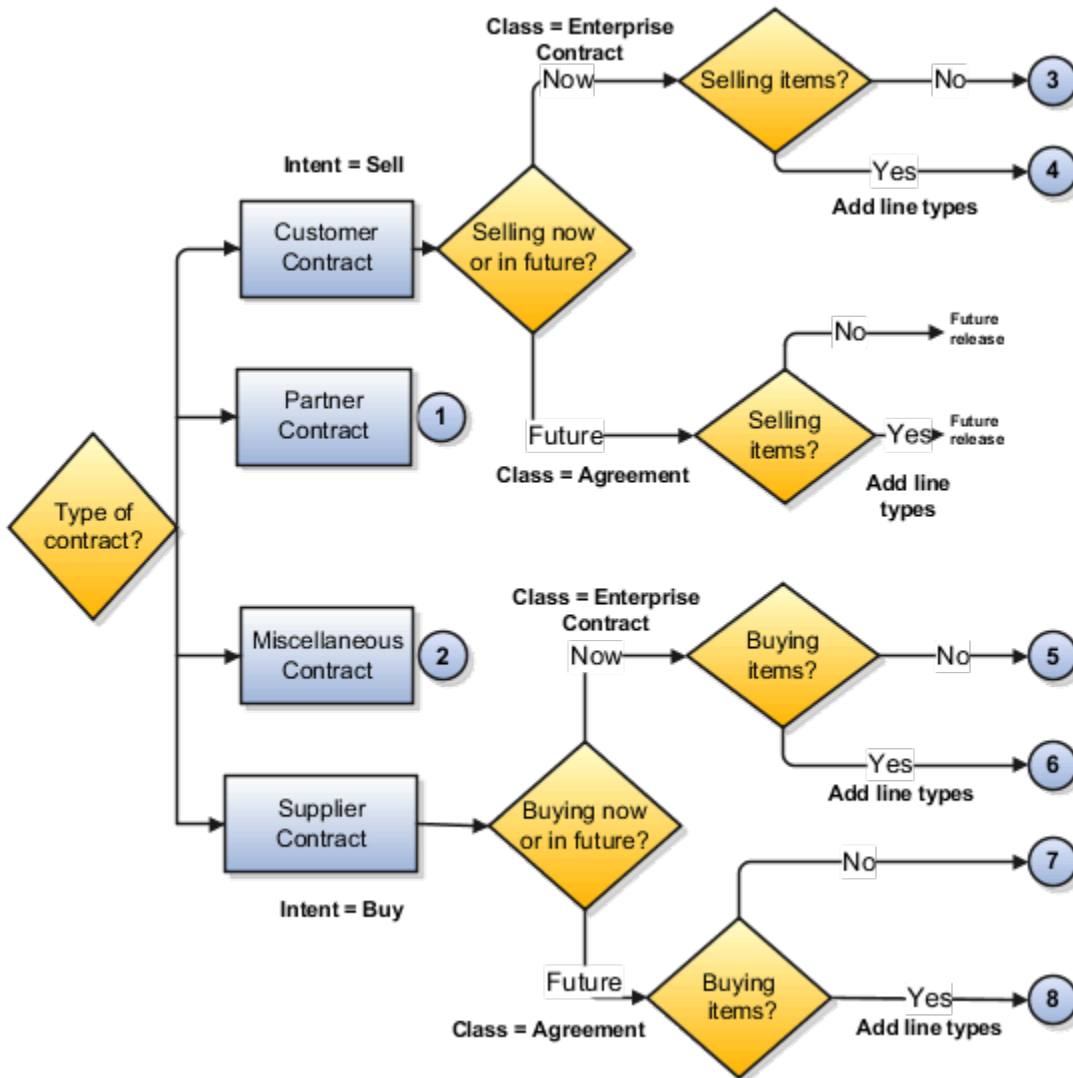 Class = Enterprise
Contract
Now
Selling items?
No
3
Yes
4
Add line types
Intent = Sell
Customer
Contract
Selling now
or in future?
No
Future
release
Selling
items?
Yes
Future
release
Future
Class = Agreement
Add line
types
Partner
Contract
1
Type of
contract?
Class = Enterprise
Contract
Now
Buying
items?
No
5
Yes
6
Add line types
Miscellaneous
Contract
2
Supplier
Contract
Intent = Buy
Buying now
or in future?
No
7
Future
Class = Agreement
Buying
items?
Yes
8
Add line types